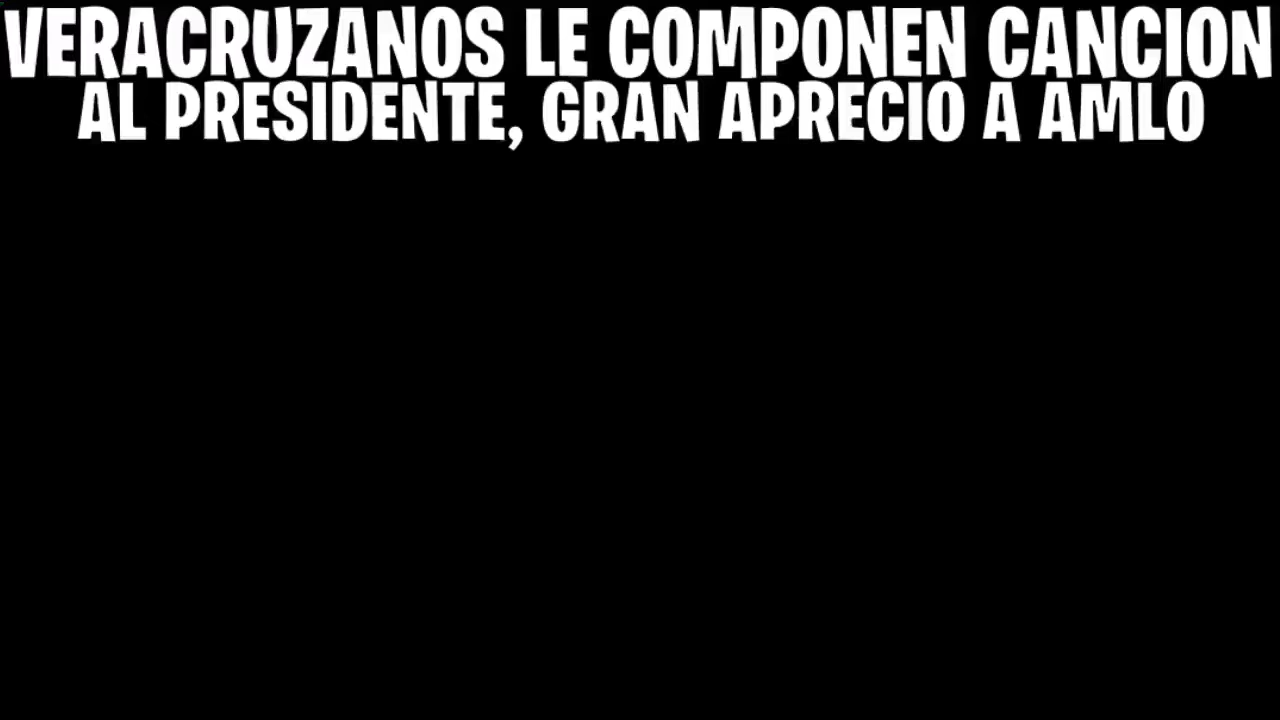 VERACRUZANOS LE COMPONEN CANCION
AL PRESIDENTE, GRAN APRECIO A AMLO